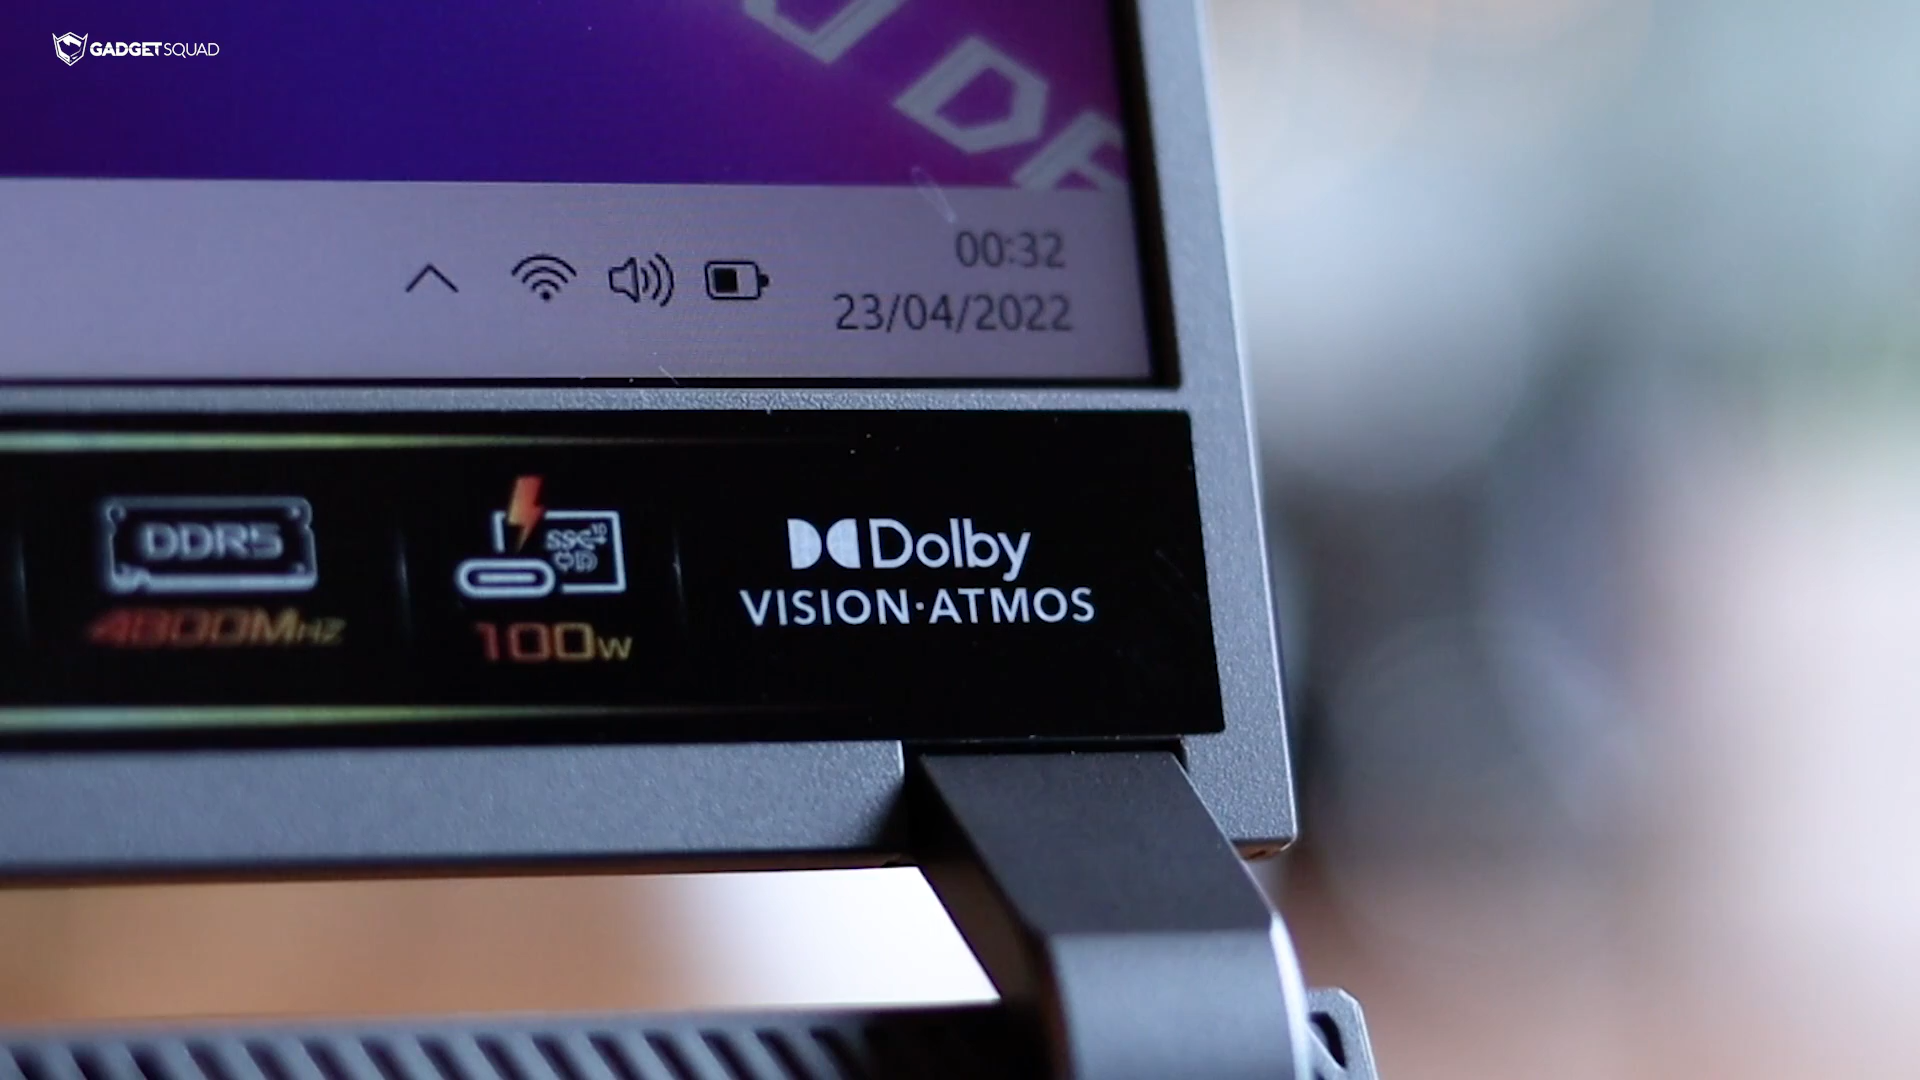 GADGETSQUAD
00:32
23/04/2022
DDR5
4800MHz
100W
Dolby
VISION·ATMOS